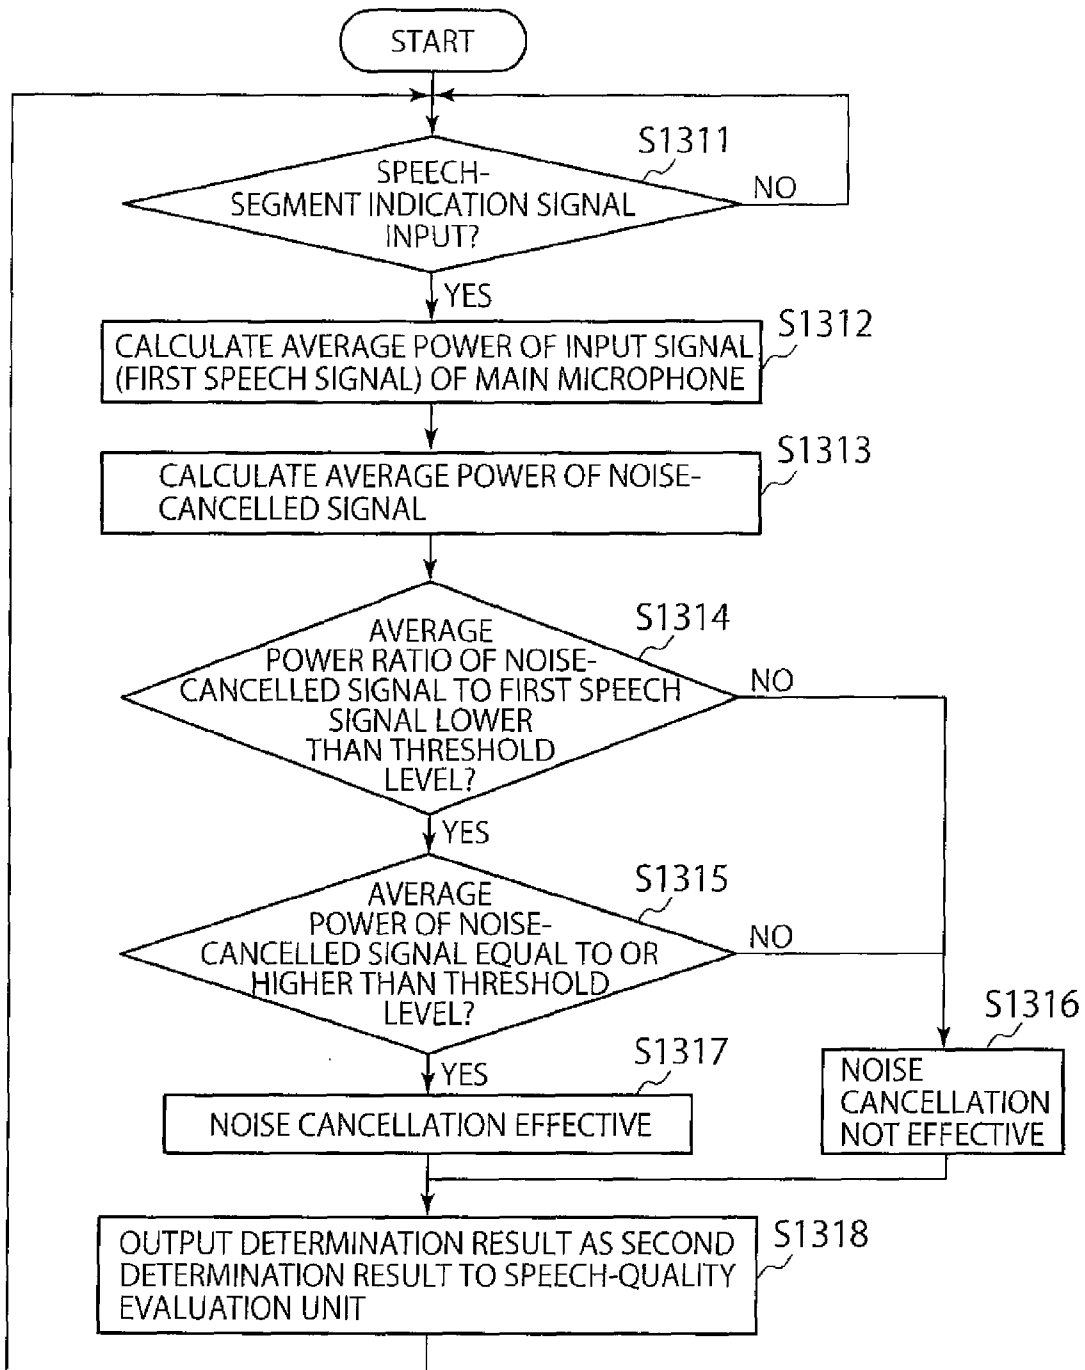 START
S1311
SPEECH-
SEGMENT INDICATION SIGNAL
INPUT?
NO
YES
S1312
CALCULATE AVERAGE POWER OF INPUT SIGNAL
(FIRST SPEECH SIGNAL) OF MAIN MICROPHONE
S1313
CALCULATE AVERAGE POWER OF NOISE-
CANCELLED SIGNAL
S1314
AVERAGE
POWER RATIO OF NOISE-
CANCELLED SIGNAL TO FIRST SPEECH
SIGNAL LOWER
THAN THRESHOLD
LEVEL?
NO
YES
S1315
AVERAGE
POWER OF NOISE-
CANCELLED SIGNAL EQUAL TO OR
HIGHER THAN THRESHOLD
LEVEL?
NO
YES
S1316
NOISE
CANCELLATION
NOT EFFECTIVE
S1317
NOISE CANCELLATION EFFECTIVE
S1318
OUTPUT DETERMINATION RESULT AS SECOND
DETERMINATION RESULT TO SPEECH-QUALITY
EVALUATION UNIT